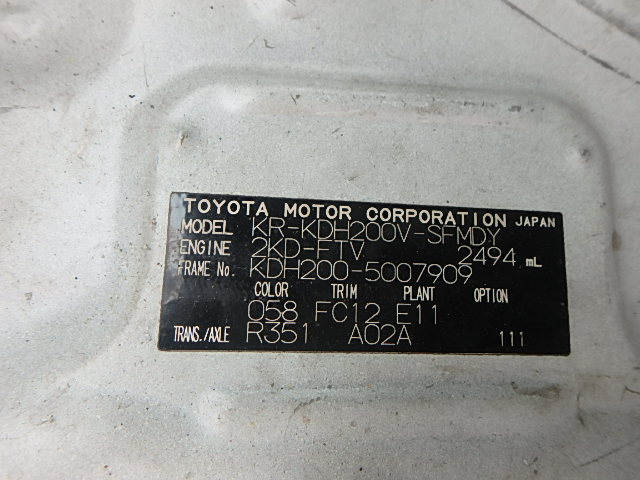 TOYOTA MOTOR CORPORATION JAPAN
MODEL KR-KDH200V-SFMDY
ENGINE 2KD-FTV 2494 mL
FRAME No. KDH200-5007909
COLOR TRIM PLANT OPTION
058 FC12 E11
TRANS./AXLE R351 A02A 111